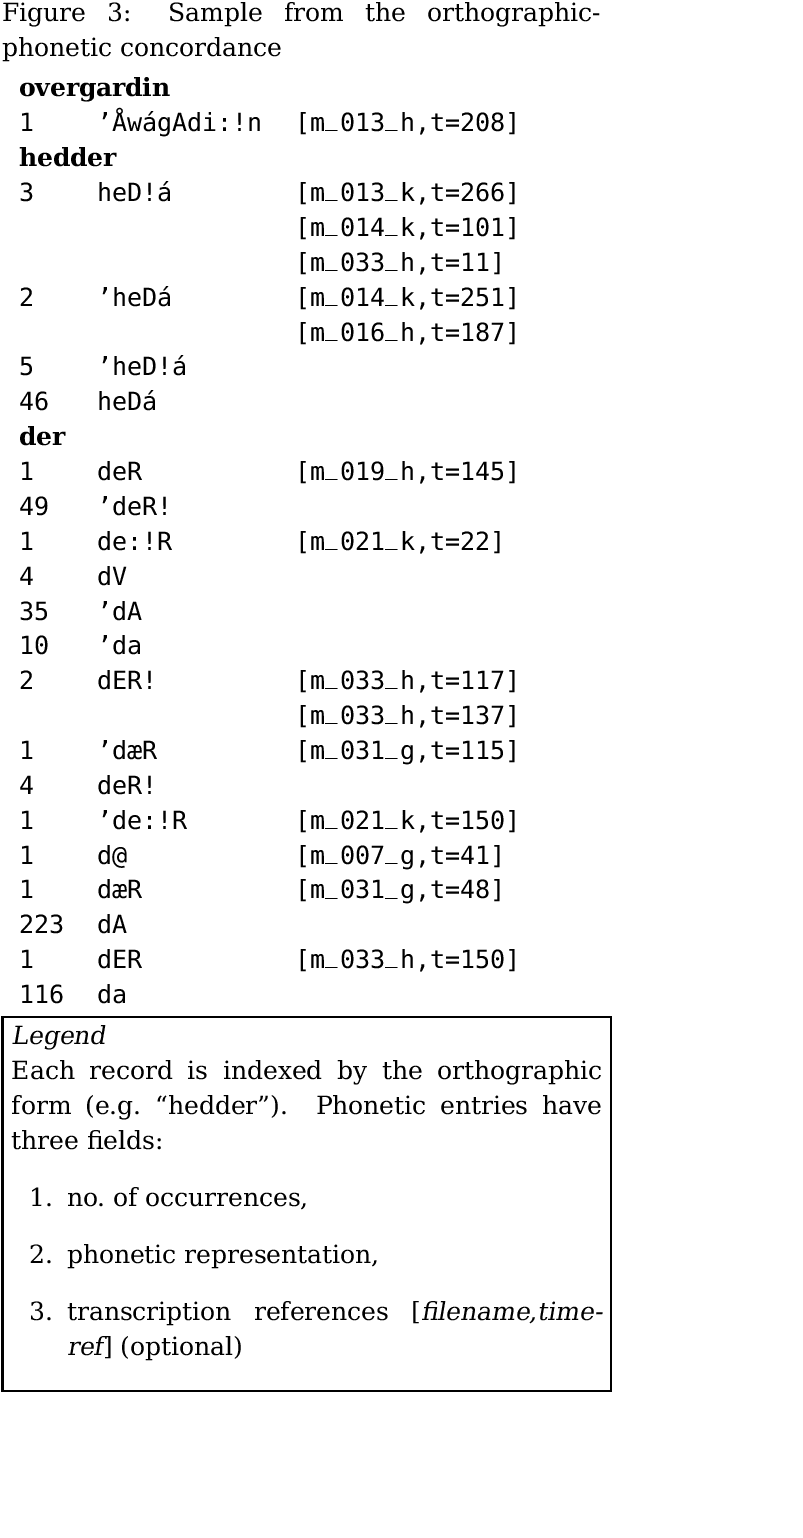 Figure 3: Sample from the orthographic-
phonetic concordance
overgardin
1 ’ÅwágAdi:!n [m_013_h,t=208]
hedder
3 heD!á [m_013_k,t=266]
[m_014_k,t=101]
[m_033_h,t=11]
2 ’heDá [m_014_k,t=251]
[m_016_h,t=187]
5 ’heD!á
46 heDá
der
1 deR [m_019_h,t=145]
49 ’deR!
1 de:!R [m_021_k,t=22]
4 dV
35 ’dA
10 ’da
2 dER! [m_033_h,t=117]
[m_033_h,t=137]
1 ’dæR [m_031_g,t=115]
4 deR!
1 ’de:!R [m_021_k,t=150]
1 d@ [m_007_g,t=41]
1 dæR [m_031_g,t=48]
223 dA
1 dER [m_033_h,t=150]
116 da
Legend
Each record is indexed by the orthographic
form (e.g. “hedder”). Phonetic entries have
three fields:
1. no. of occurrences,
2. phonetic representation,
3. transcription references [filename,time-
ref] (optional)